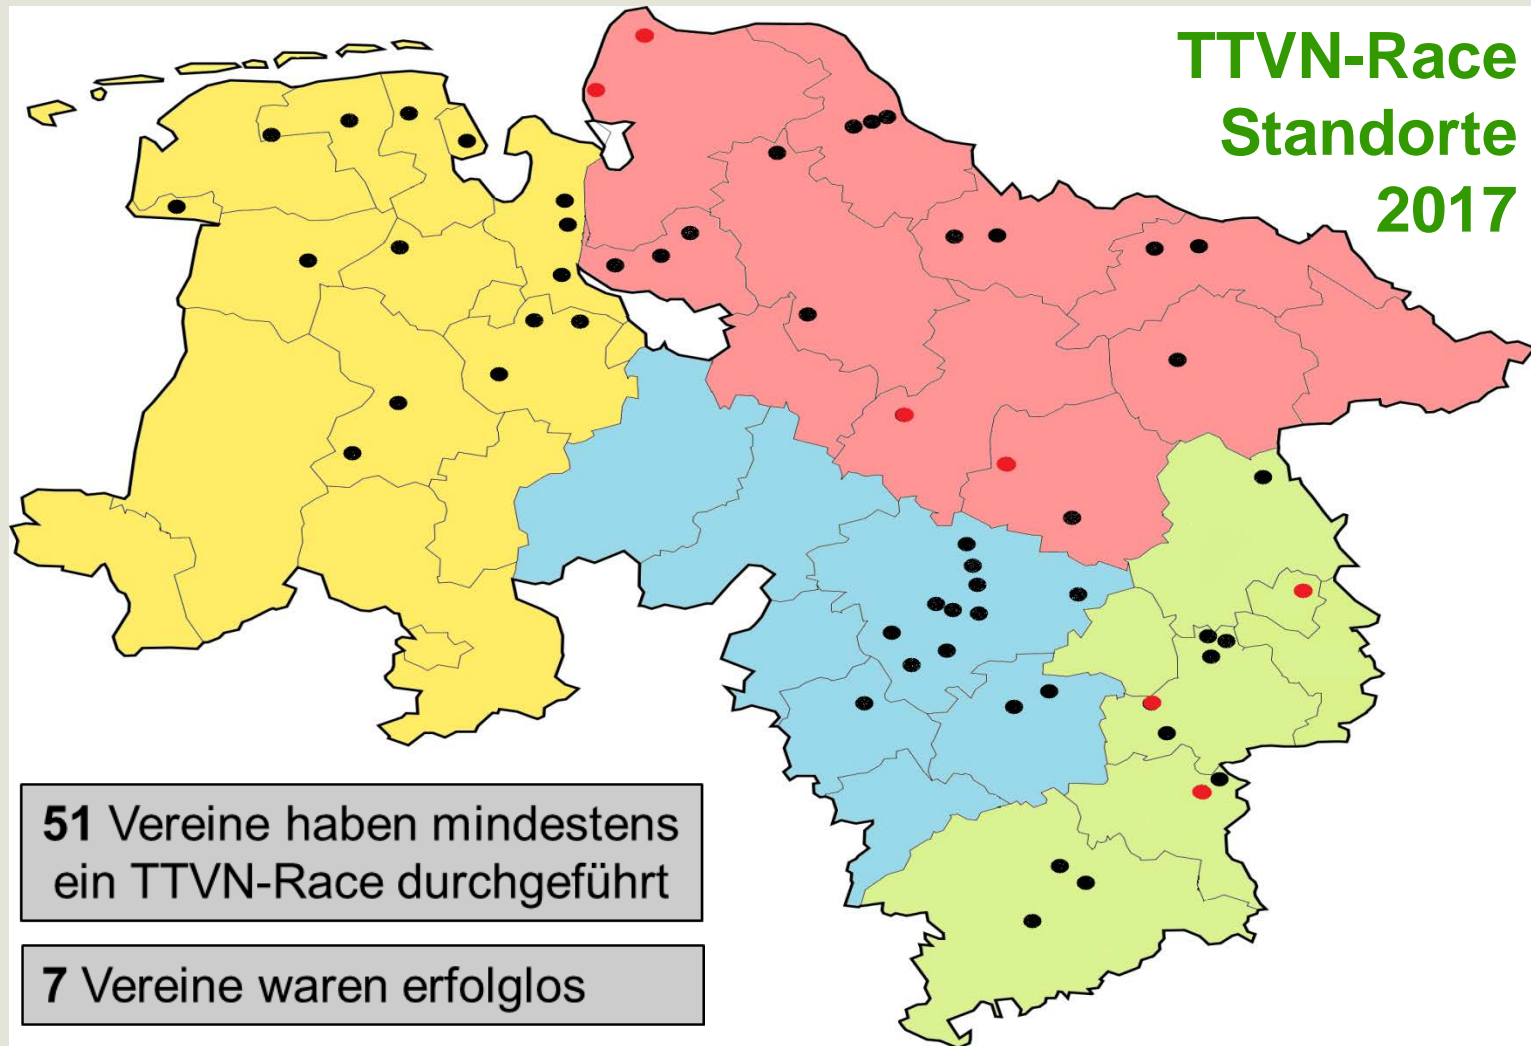 TTVN-Race
Standorte
2017
51 Vereine haben mindestens
ein TTVN-Race durchgeführt
7 Vereine waren erfolglos